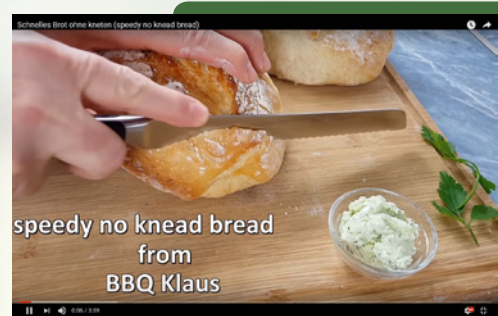 Schnelles Brot ohne kneten (speedy no knead bread)
speedy no knead bread
from
BBQ Klaus
0:06 / 3:59